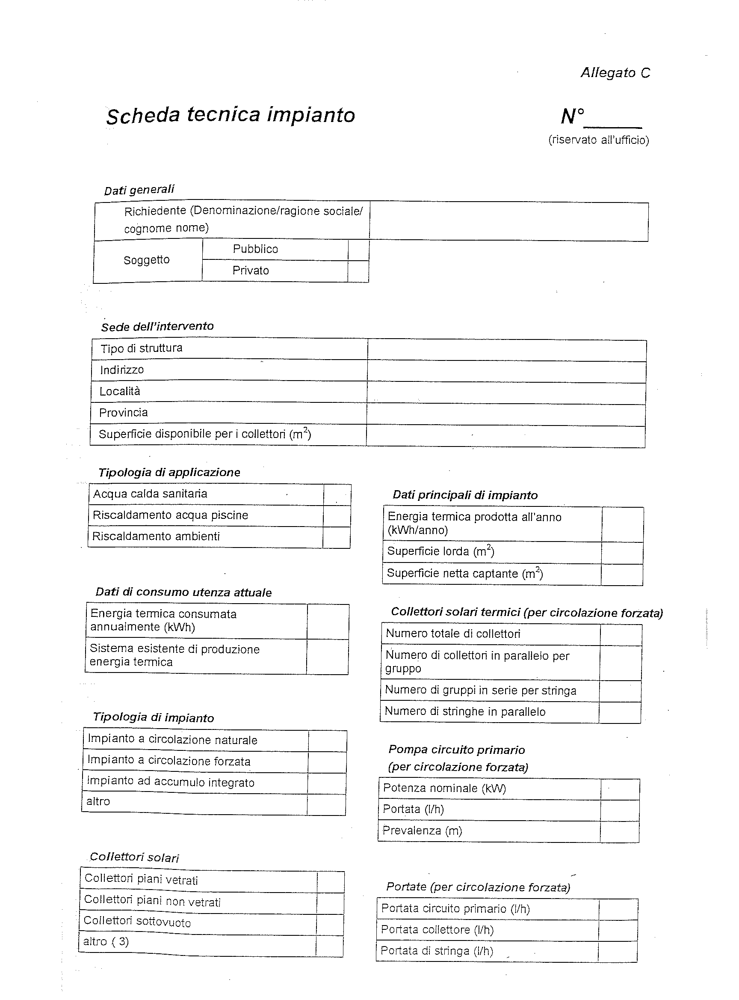 Allegato C
Scheda tecnica impianto
N°______
(riservato all'ufficio)
Dati generali
Richiedente (Denominazione/ragione sociale/
cognome nome)
Soggetto
Pubblico
Privato
Sede dell'intervento
Tipo di struttura
Indirizzo
Località
Provincia
Superficie disponibile per i collettori (m²)
Tipologia di applicazione
Acqua calda sanitaria
Riscaldamento acqua piscine
Riscaldamento ambienti
Dati di consumo utenza attuale
Energia termica consumata
annualmente (kWh)
Sistema esistente di produzione
energia termica
Tipologia di impianto
Impianto a circolazione naturale
Impianto a circolazione forzata
Impianto ad accumulo integrato
altro
Collettori solari
Collettori piani vetrati
Collettori piani non vetrati
Collettori sottovuoto
altro ( 3)
Dati principali di impianto
Energia termica prodotta all'anno
(kWh/anno)
Superficie lorda (m²)
Superficie netta captante (m²)
Collettori solari termici (per circolazione forzata)
Numero totale di collettori
Numero di collettori in parallelo per
gruppo
Numero di gruppi in serie per stringa
Numero di stringhe in parallelo
Pompa circuito primario
(per circolazione forzata)
Potenza nominale (kW)
Portata (l/h)
Prevalenza (m)
Portate (per circolazione forzata)
Portata circuito primario (l/h)
Portata collettore (l/h)
Portata di stringa (l/h)